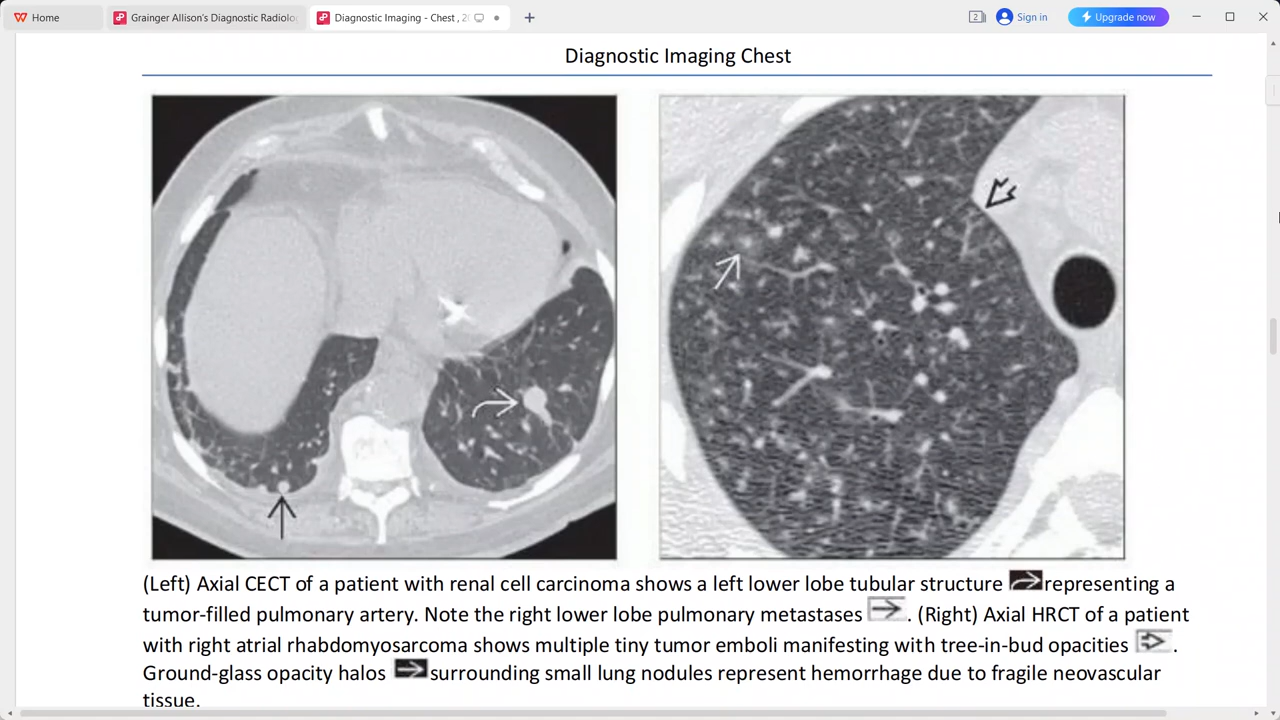 Home
Grainger Allison's Diagnostic Radiolo
Diagnostic Imaging - Chest , 2
2
Sign in
Upgrade now
Diagnostic Imaging Chest
(Left) Axial CECT of a patient with renal cell carcinoma shows a left lower lobe tubular structure representing a
tumor-filled pulmonary artery. Note the right lower lobe pulmonary metastases . (Right) Axial HRCT of a patient
with right atrial rhabdomyosarcoma shows multiple tiny tumor emboli manifesting with tree-in-bud opacities .
Ground-glass opacity halos surrounding small lung nodules represent hemorrhage due to fragile neovascular
tissue.